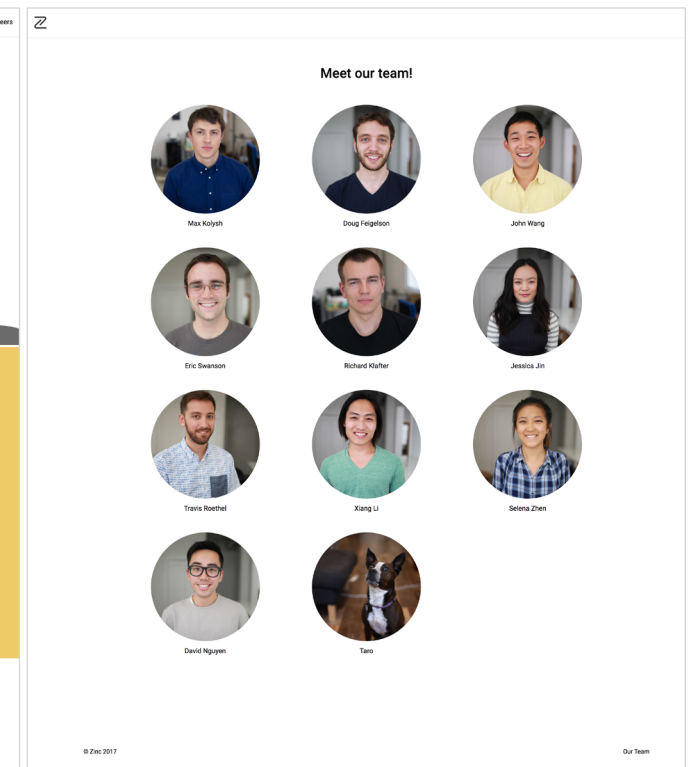 eers
Meet our team!
Max Kolysh
Doug Feigelson
John Wang
Eric Swanson
Richard Klafter
Jessica Jin
Travis Roethel
Xiang Li
Selena Zhen
David Nguyen
Taro
© Zinc 2017
Our Team